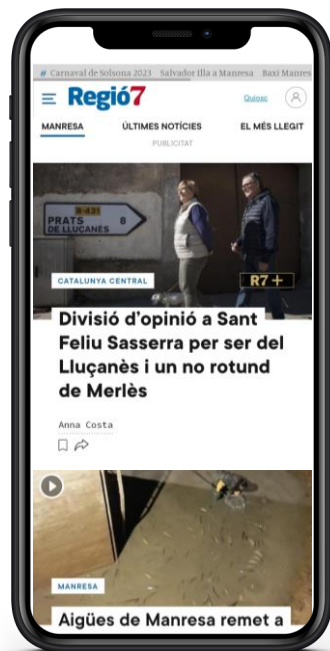 # Carnaval de Solsona 2023 Salvador Illa a Manresa Baxi Manres
Regió7
Quiosc
MANRESA ÚLTIMES NOTÍCIES EL MÉS LLEGIT
PUBLICITAT
B-431
PRATS 8
DE LLUÇANÈS
CATALUNYA CENTRAL
R7+
Divisió d'opinió a Sant
Feliu Sasserra per ser del
Lluçanès i un no rotund
de Merlès
Anna Costa
MANRESA
Aigües de Manresa remet a